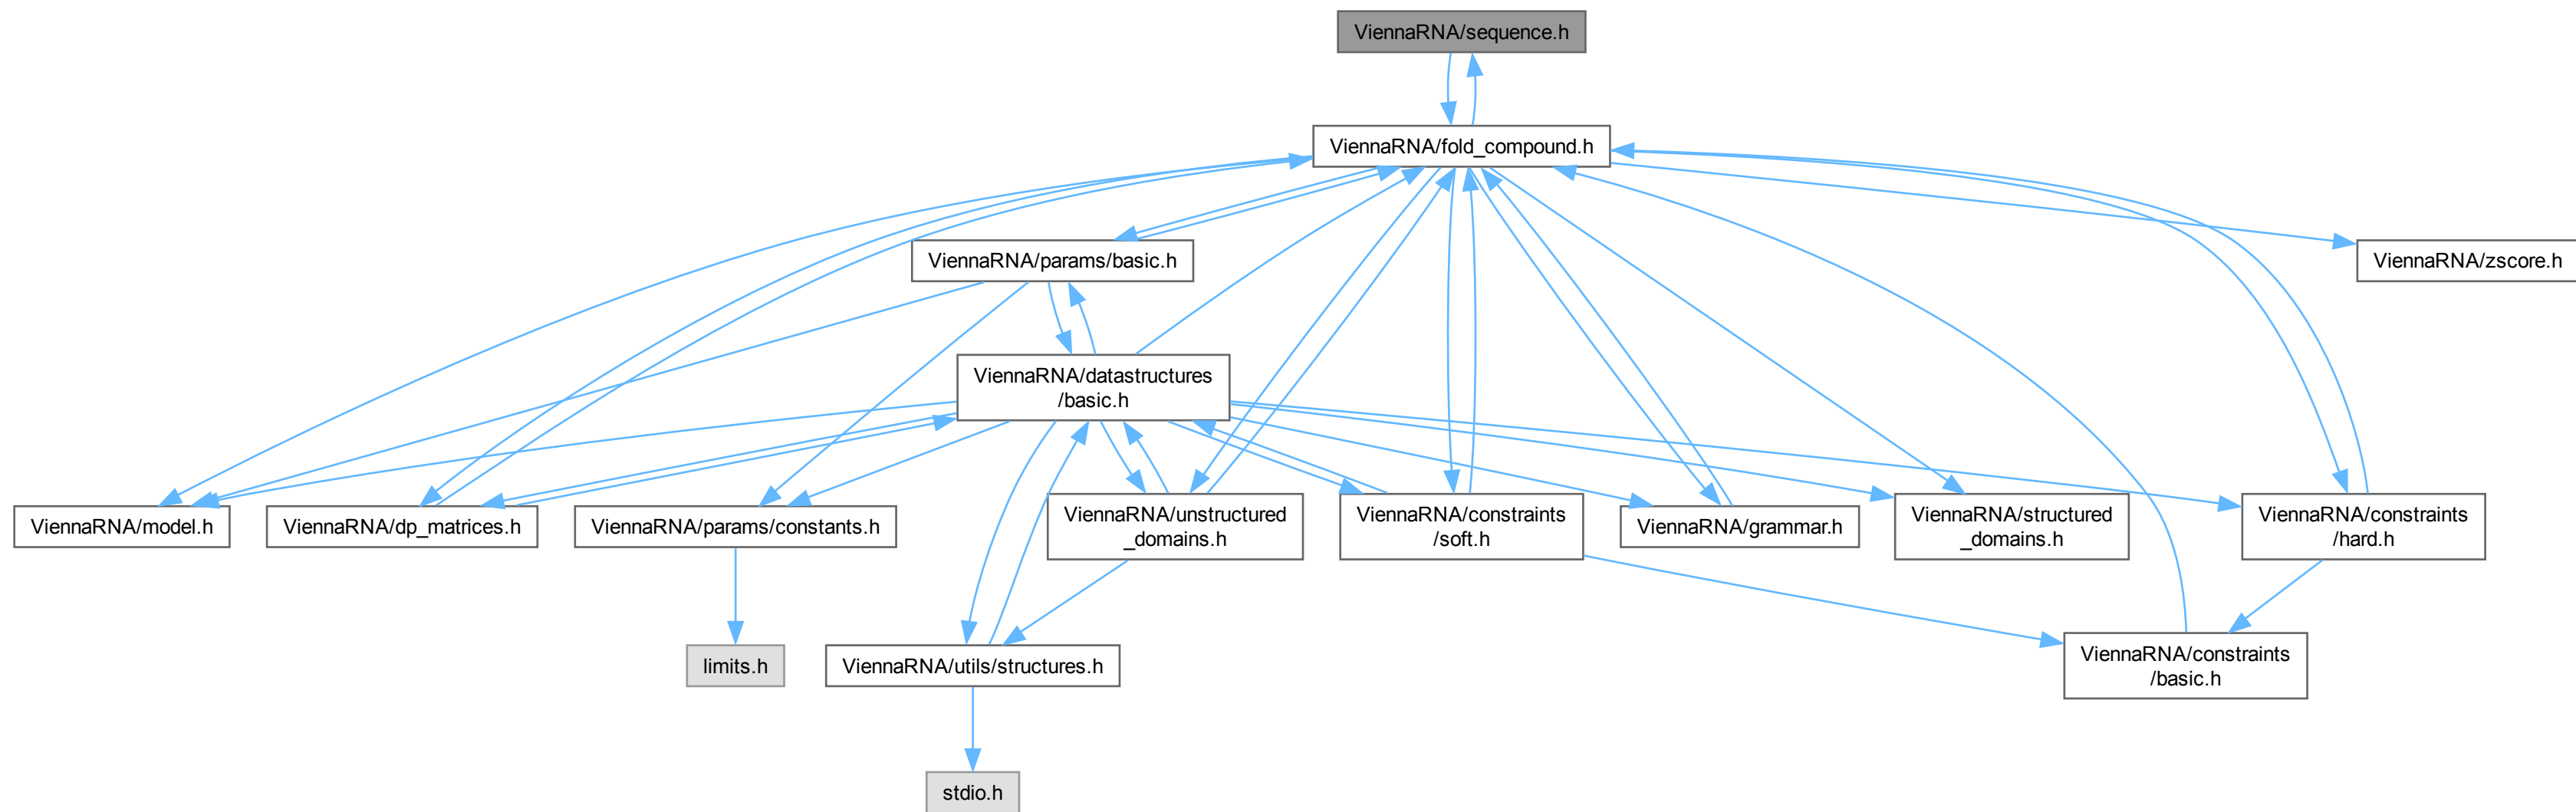 ViennaRNA/sequence.h
ViennaRNA/fold_compound.h
ViennaRNA/params/basic.h
ViennaRNA/zscore.h
ViennaRNA/datastructures
/basic.h
ViennaRNA/model.h
ViennaRNA/dp_matrices.h
ViennaRNA/params/constants.h
ViennaRNA/unstructured
_domains.h
ViennaRNA/constraints
/soft.h
ViennaRNA/grammar.h
ViennaRNA/structured
_domains.h
ViennaRNA/constraints
/hard.h
limits.h
ViennaRNA/utils/structures.h
ViennaRNA/constraints
/basic.h
stdio.h